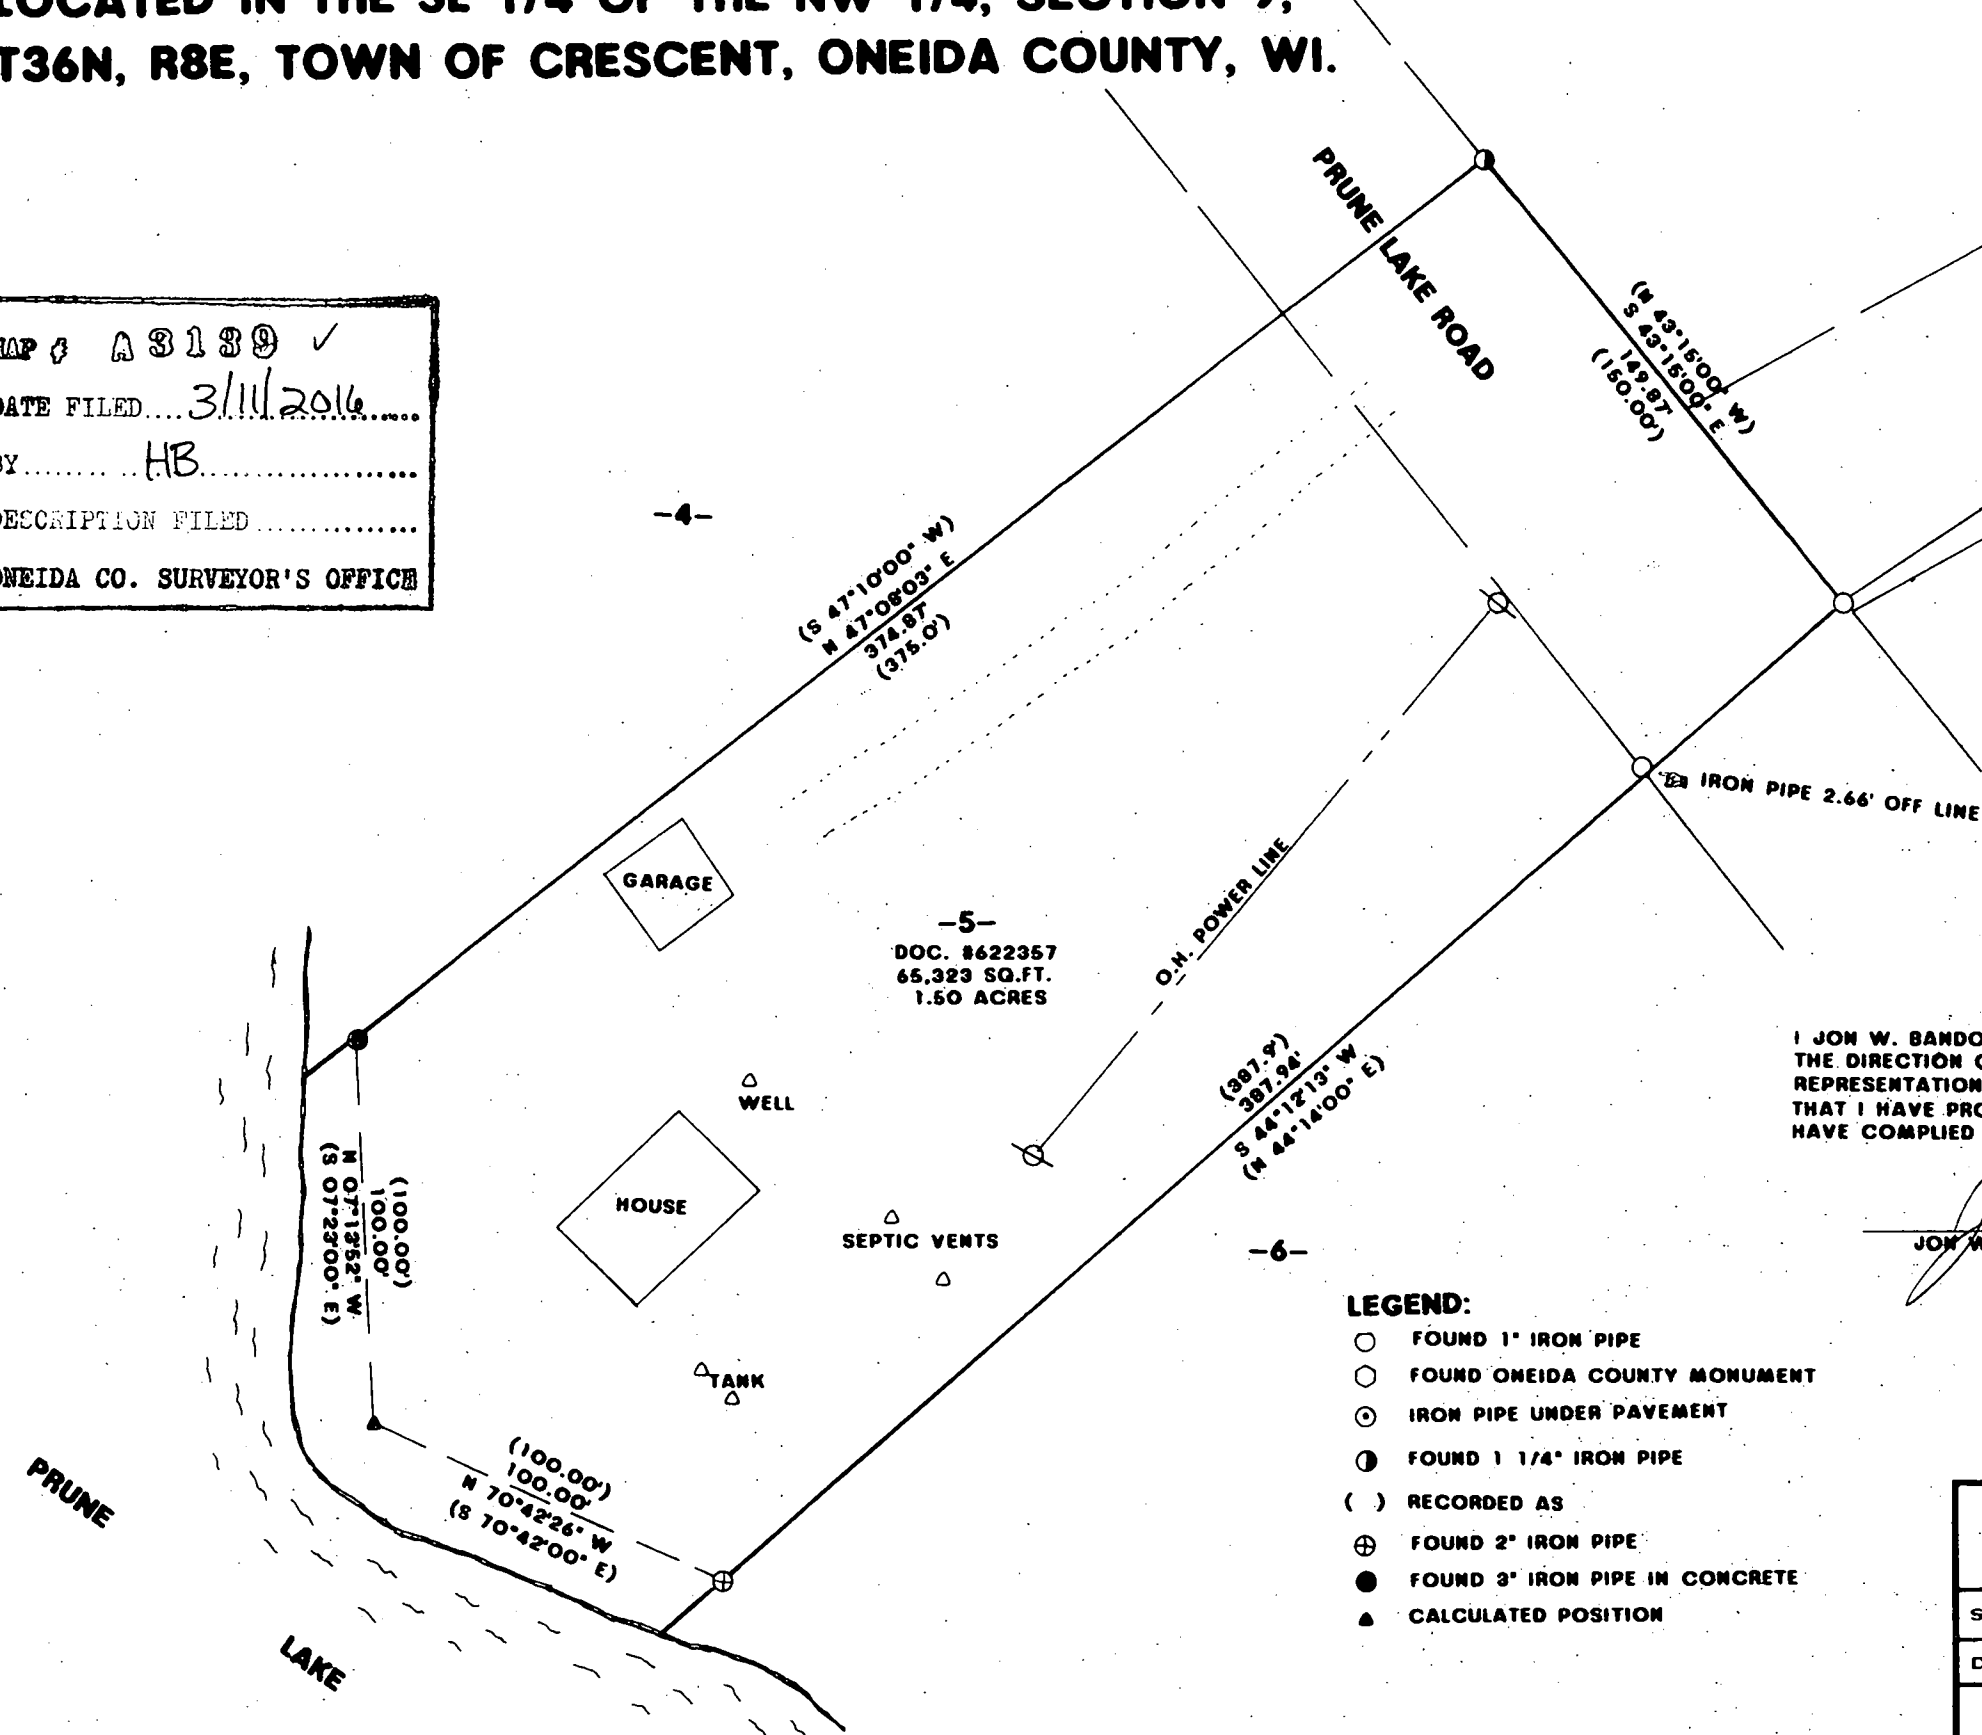 LOCATED IN THE SE 1/4 OF THE NW 1/4, SECTION 9,
T36N, R8E, TOWN OF CRESCENT, ONEIDA COUNTY, WI.
MAP # A3139 ✓
DATE FILED....3/11/2016......
BY........HB....................
DESCRIPTION FILED..............
ONEIDA CO. SURVEYOR'S OFFICE
PRUNE LAKE ROAD
(N 43°15'00" W)
S 43°15'00" E
149.87'
(150.00')
-4-
(S 47°10'00" W)
N 47°08'03" E
374.87'
(375.0')
IRON PIPE 2.66' OFF LINE
GARAGE
-5-
DOC. #622357
65,323 SQ.FT.
1.50 ACRES
O.H. POWER LINE
(387.9')
387.94'
S 44°12'13" W
(N 44°14'00" E)
I JON W. BANDO
THE DIRECTION
REPRESENTATION
THAT I HAVE PRO
HAVE COMPLIED
JON W
WELL
HOUSE
SEPTIC VENTS
TANK
-6-
(100.00')
100.00'
N 07°13'52" W
(S 07°23'00" E)
(100.00')
100.00'
N 70°42'26" W
(S 70°42'00" E)
PRUNE
LAKE
LEGEND:
FOUND 1" IRON PIPE
FOUND ONEIDA COUNTY MONUMENT
IRON PIPE UNDER PAVEMENT
FOUND 1 1/4" IRON PIPE
( ) RECORDED AS
FOUND 2" IRON PIPE
FOUND 3" IRON PIPE IN CONCRETE
CALCULATED POSITION
S
D